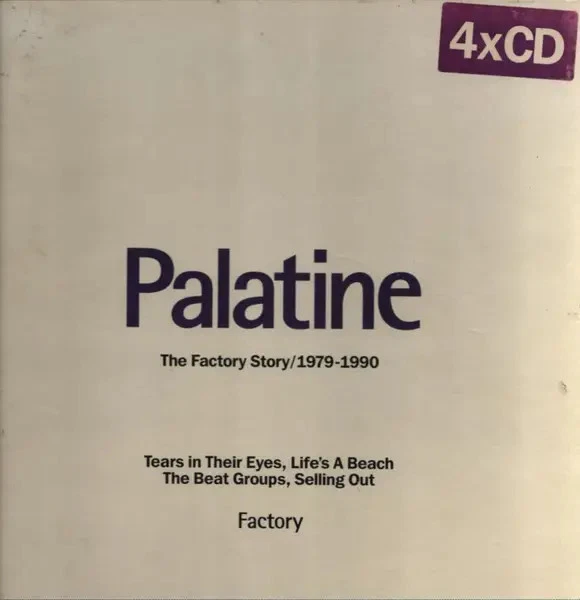 4xCD
Palatine
The Factory Story/1979-1990
Tears in Their Eyes, Life's A Beach
The Beat Groups, Selling Out
Factory